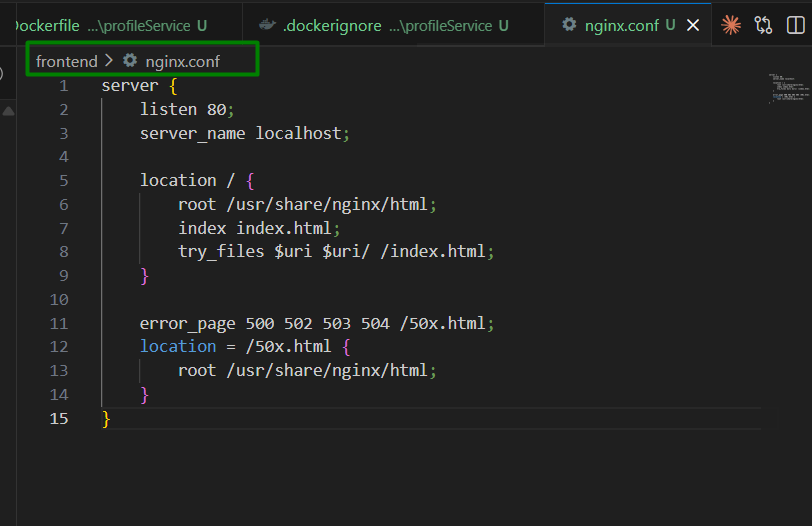 Dockerfile ...\profileService U
.dockerignore ...\profileService U
nginx.conf U
frontend > nginx.conf
1 server {
2     listen 80;
3     server_name localhost;
4
5     location / {
6         root /usr/share/nginx/html;
7         index index.html;
8         try_files $uri $uri/ /index.html;
9     }
10
11     error_page 500 502 503 504 /50x.html;
12     location = /50x.html {
13         root /usr/share/nginx/html;
14     }
15 }